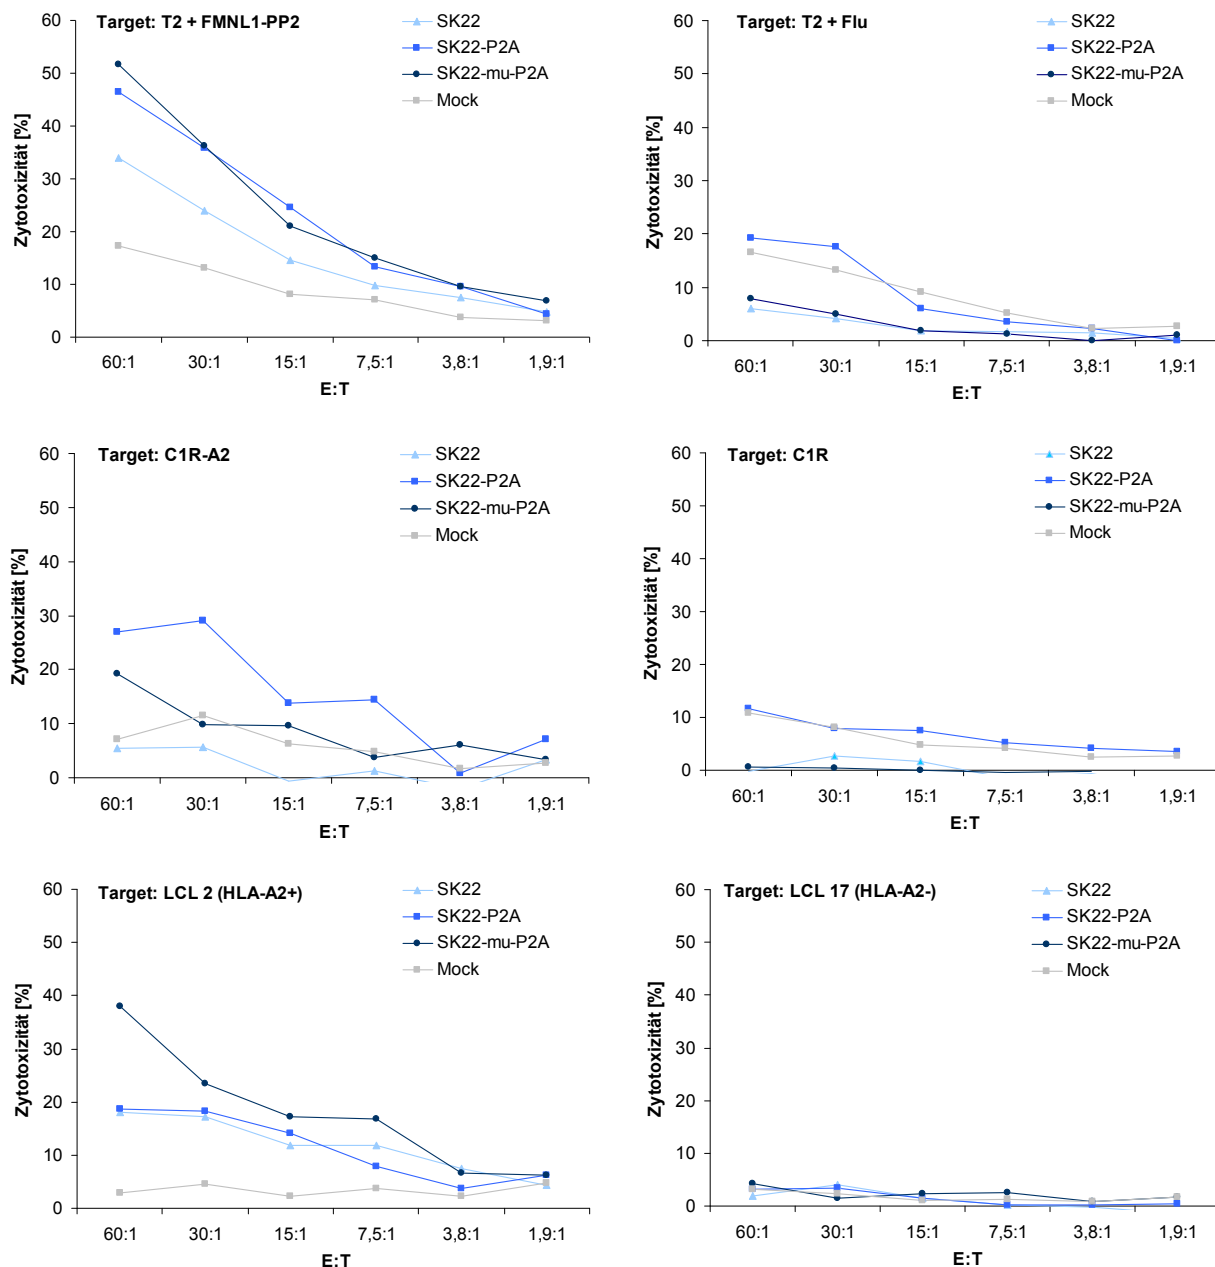 Target: T2 + FMNL1-PP2
SK22
SK22-P2A
SK22-mu-P2A
Mock
Zytotoxizität [%]
60
50
40
30
20
10
0
60:1 30:1 15:1 7,5:1 3,8:1 1,9:1
E:T
Target: T2 + Flu
SK22
SK22-P2A
SK22-mu-P2A
Mock
Zytotoxizität [%]
60
50
40
30
20
10
0
60:1 30:1 15:1 7,5:1 3,8:1 1,9:1
E:T
Target: C1R-A2
SK22
SK22-P2A
SK22-mu-P2A
Mock
Zytotoxizität [%]
60
50
40
30
20
10
0
60:1 30:1 15:1 7,5:1 3,8:1 1,9:1
E:T
Target: C1R
SK22
SK22-P2A
SK22-mu-P2A
Mock
Zytotoxizität [%]
60
50
40
30
20
10
0
60:1 30:1 15:1 7,5:1 3,8:1 1,9:1
E:T
Target: LCL 2 (HLA-A2+)
SK22
SK22-P2A
SK22-mu-P2A
Mock
Zytotoxizität [%]
60
50
40
30
20
10
0
60:1 30:1 15:1 7,5:1 3,8:1 1,9:1
E:T
Target: LCL 17 (HLA-A2-)
SK22
SK22-P2A
SK22-mu-P2A
Mock
Zytotoxizität [%]
60
50
40
30
20
10
0
60:1 30:1 15:1 7,5:1 3,8:1 1,9:1
E:T